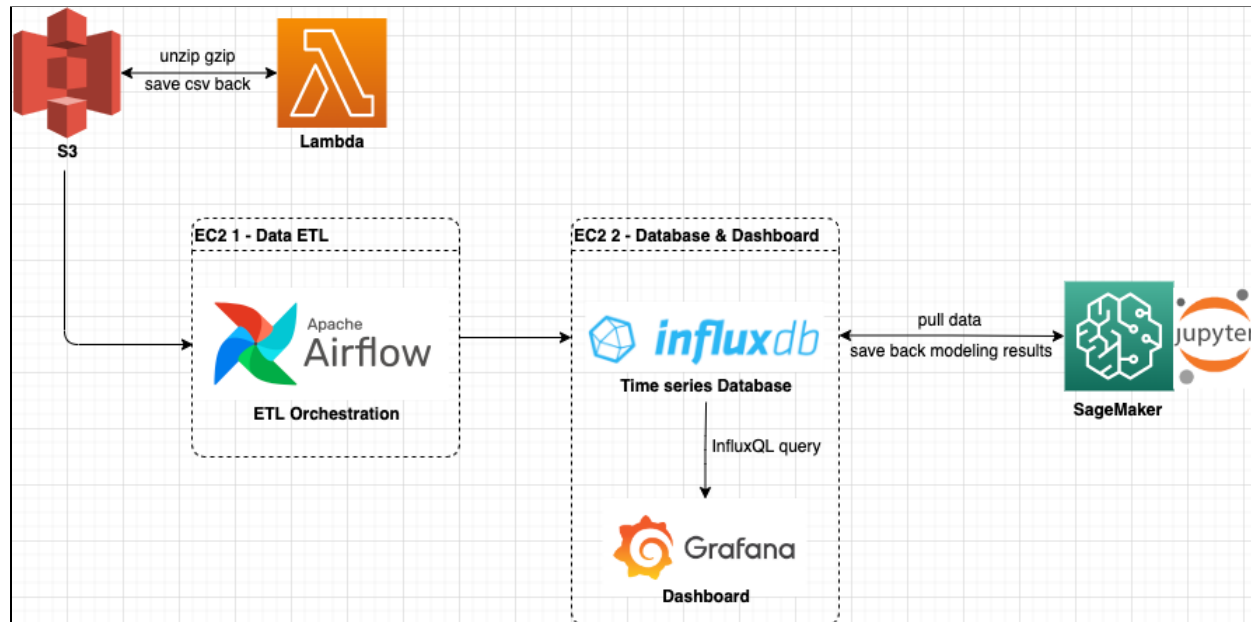 unzip gzip
save csv back
S3
Lambda
EC2 1 - Data ETL
Apache
Airflow
ETL Orchestration
EC2 2 - Database & Dashboard
influxdb
Time series Database
InfluxQL query
Grafana
Dashboard
pull data
save back modeling results
jupyter
SageMaker